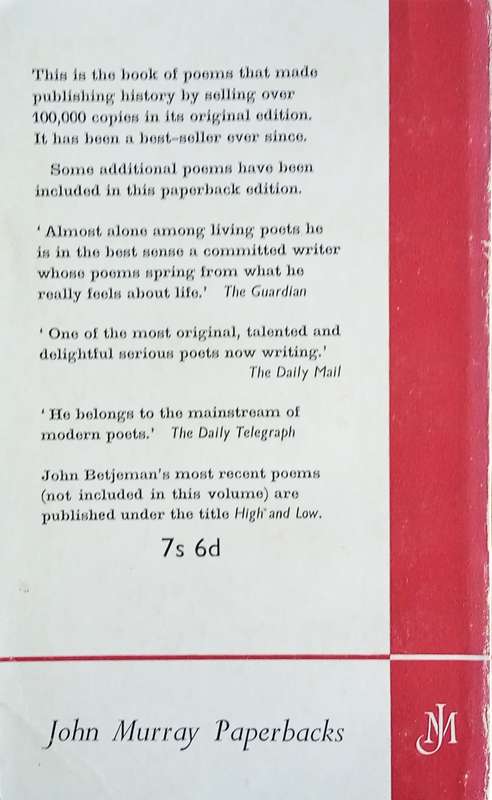 This is the book of poems that made
publishing history by selling over
100,000 copies in its original edition.
It has been a best-seller ever since.
Some additional poems have been
included in this paperback edition.
‘Almost alone among living poets he
is in the best sense a committed writer
whose poems spring from what he
really feels about life.’ The Guardian
‘One of the most original, talented and
delightful serious poets now writing.’
The Daily Mail
‘He belongs to the mainstream of
modern poets.’ The Daily Telegraph
John Betjeman's most recent poems
(not included in this volume) are
published under the title High and Low.
7s 6d
John Murray Paperbacks
JM